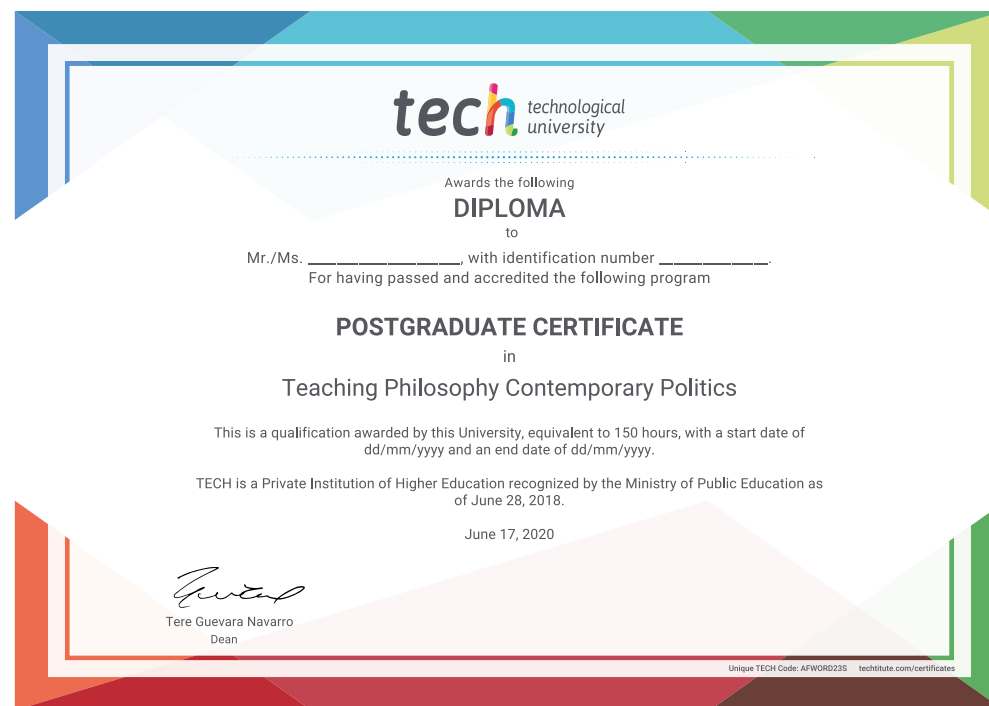 tech technological
university
Awards the following
DIPLOMA
to
Mr./Ms. ____________________, with identification number ______________.
For having passed and accredited the following program
POSTGRADUATE CERTIFICATE
in
Teaching Philosophy Contemporary Politics
This is a qualification awarded by this University, equivalent to 150 hours, with a start date of
dd/mm/yyyy and an end date of dd/mm/yyyy.
TECH is a Private Institution of Higher Education recognized by the Ministry of Public Education as
of June 28, 2018.
June 17, 2020
Tere Guevara Navarro
Dean
Unique TECH Code: AFWORD23S techtitute.com/certificates